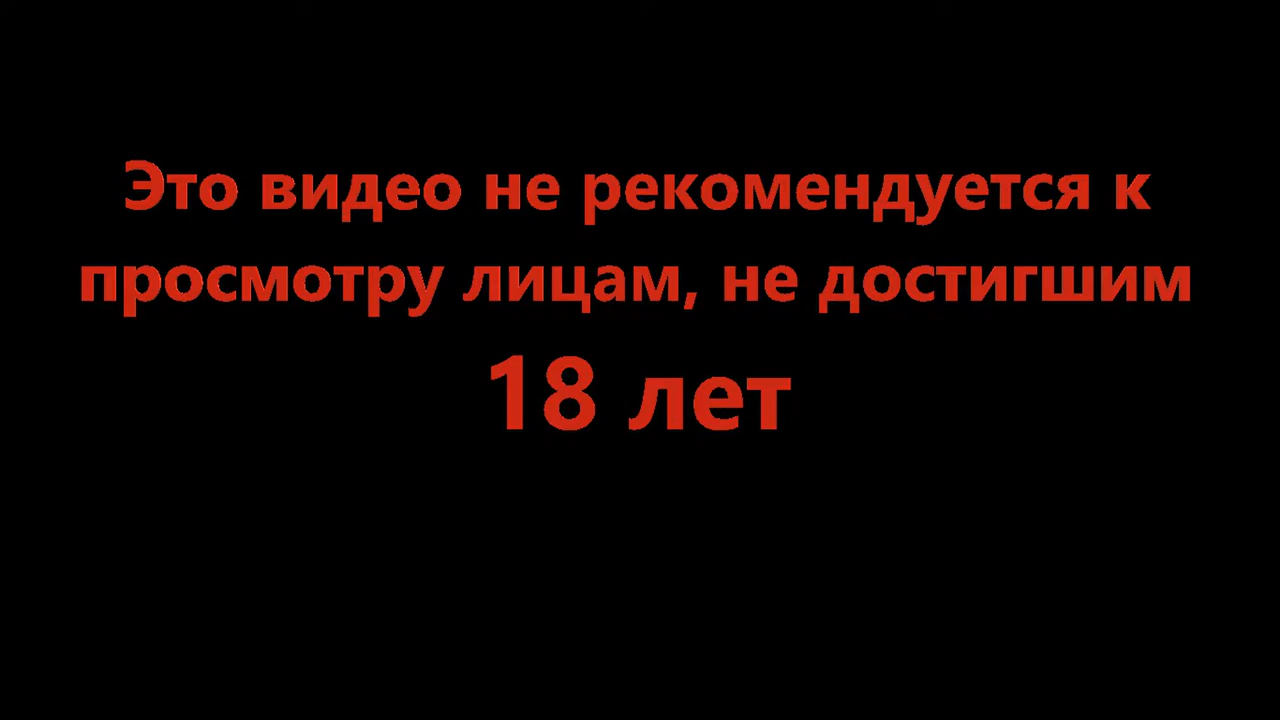 Это видео не рекомендуется к
просмотру лицам, не достигшим
18 лет